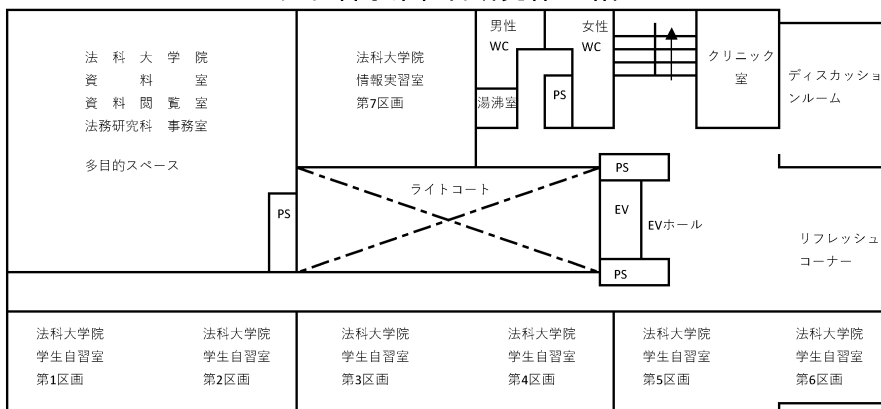 法科大学院
資料室
資料閲覧室
法務研究科 事務室
多目的スペース
法科大学院
情報実習室
第7区画
男性
WC
湯沸室
女性
WC
PS
クリニック
室
ディスカッショ
ンルーム
PS
ライトコート
PS
EV
EVホール
PS
リフレッシュ
コーナー
法科大学院
学生自習室
第1区画
法科大学院
学生自習室
第2区画
法科大学院
学生自習室
第3区画
法科大学院
学生自習室
第4区画
法科大学院
学生自習室
第5区画
法科大学院
学生自習室
第6区画